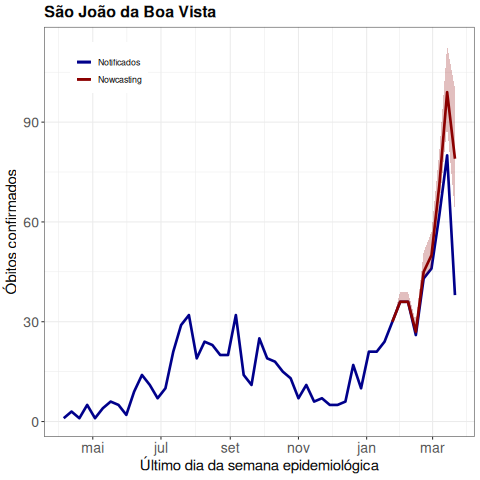 São João da Boa Vista
Notificados
Nowcasting
Óbitos confirmados
90
60
30
0
mai
jul
set
nov
jan
mar
Último dia da semana epidemiológica